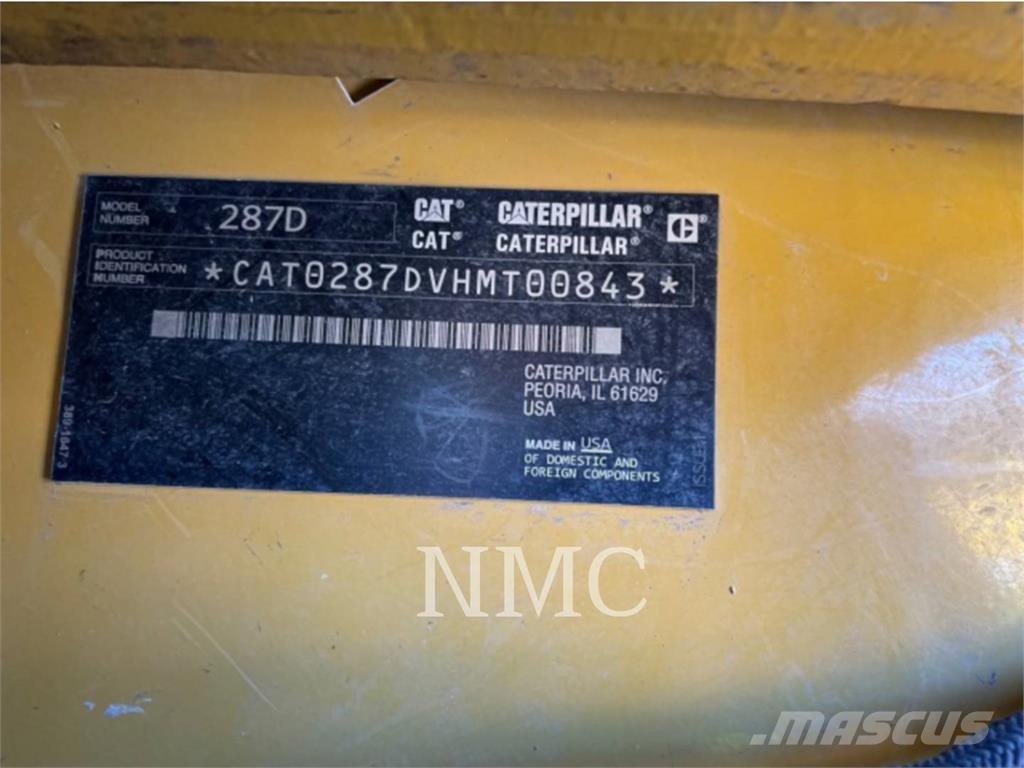 MODEL NUMBER 287D
CAT® CATERPILLAR®
CAT® CATERPILLAR®
PRODUCT IDENTIFICATION NUMBER *CAT0287DVHMT00843*
CATERPILLAR INC.
PEORIA, IL 61629
USA
MADE IN USA
OF DOMESTIC AND
FOREIGN COMPONENTS
NMC
MASCUS